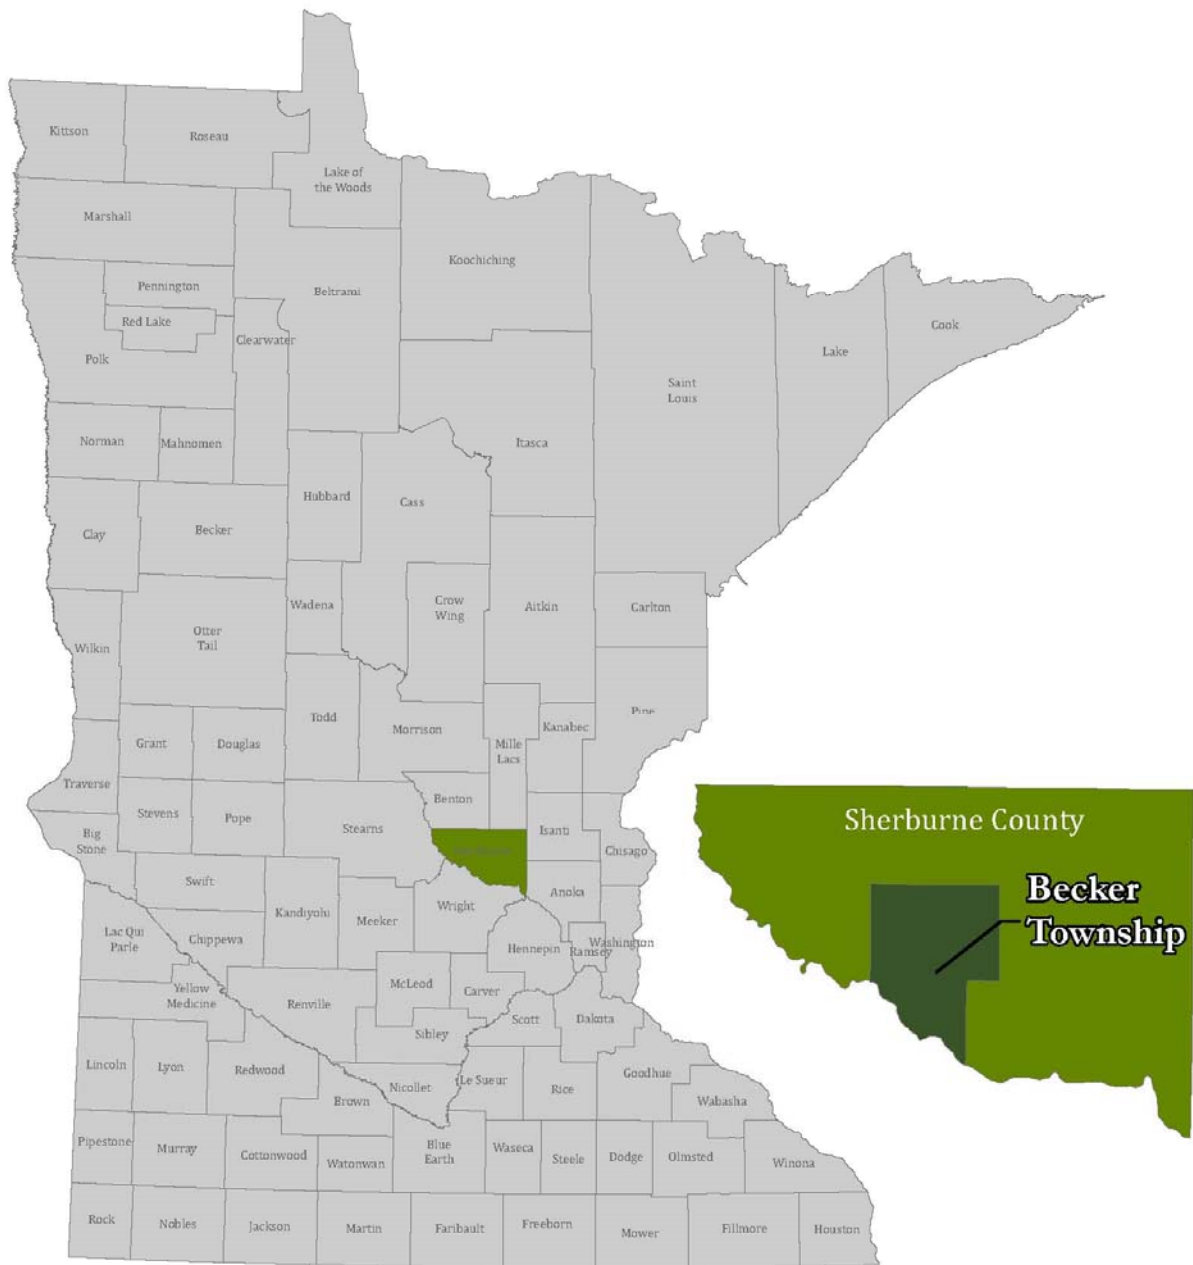 Kittson
Roseau
Lake of
the Woods
Marshall
Koochiching
Pennington
Beltrami
Red Lake
Clearwater
Polk
Cook
Lake
Saint
Louis
Norman
Mahnomen
Itasca
Hubbard
Cass
Clay
Becker
Wadena
Crow
Wing
Aitkin
Carlton
Otter
Tail
Wilkin
Todd
Morrison
Pine
Kanabec
Mille
Lacs
Grant
Douglas
Traverse
Benton
Stevens
Pope
Stearns
Isanti
Big
Stone
Chisago
Swift
Kandiyohi
Meeker
Wright
Anoka
Lac Qui
Parle
Chippewa
Hennepin
Ramsey
Washington
Yellow
Medicine
Renville
McLeod
Carver
Scott
Dakota
Sibley
Lincoln
Lyon
Redwood
Nicollet
Le Sueur
Rice
Goodhue
Brown
Wabasha
Pipestone
Murray
Cottonwood
Watonwan
Blue
Earth
Waseca
Steele
Dodge
Olmsted
Winona
Rock
Nobles
Jackson
Martin
Faribault
Freeborn
Mower
Fillmore
Houston
Sherburne County
Becker
Township